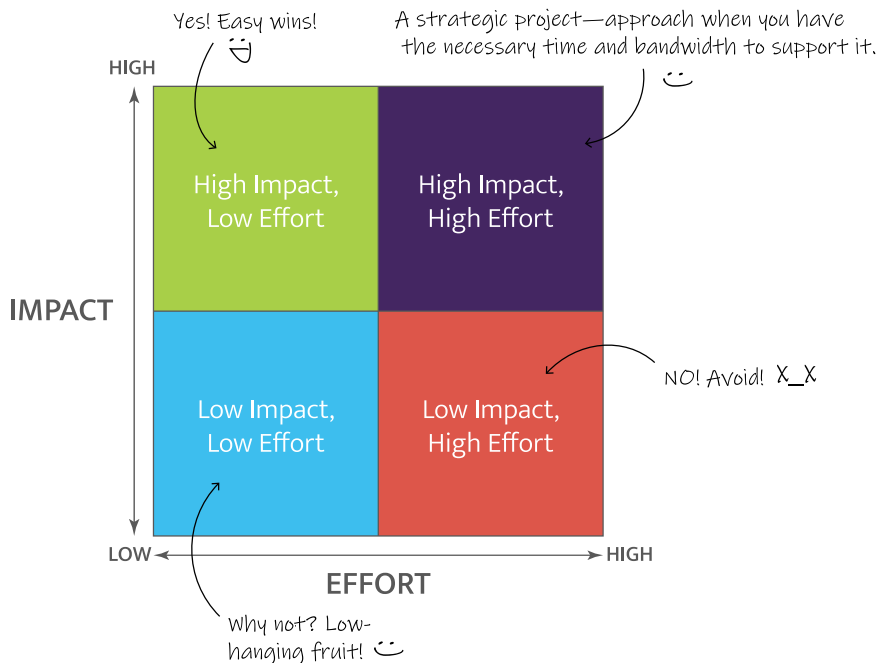 Yes! Easy wins!
A strategic project—approach when you have
the necessary time and bandwidth to support it.
HIGH
High Impact,
Low Effort
High Impact,
High Effort
IMPACT
NO! Avoid! X_X
Low Impact,
Low Effort
Low Impact,
High Effort
LOW
HIGH
EFFORT
Why not? Low-
hanging fruit!